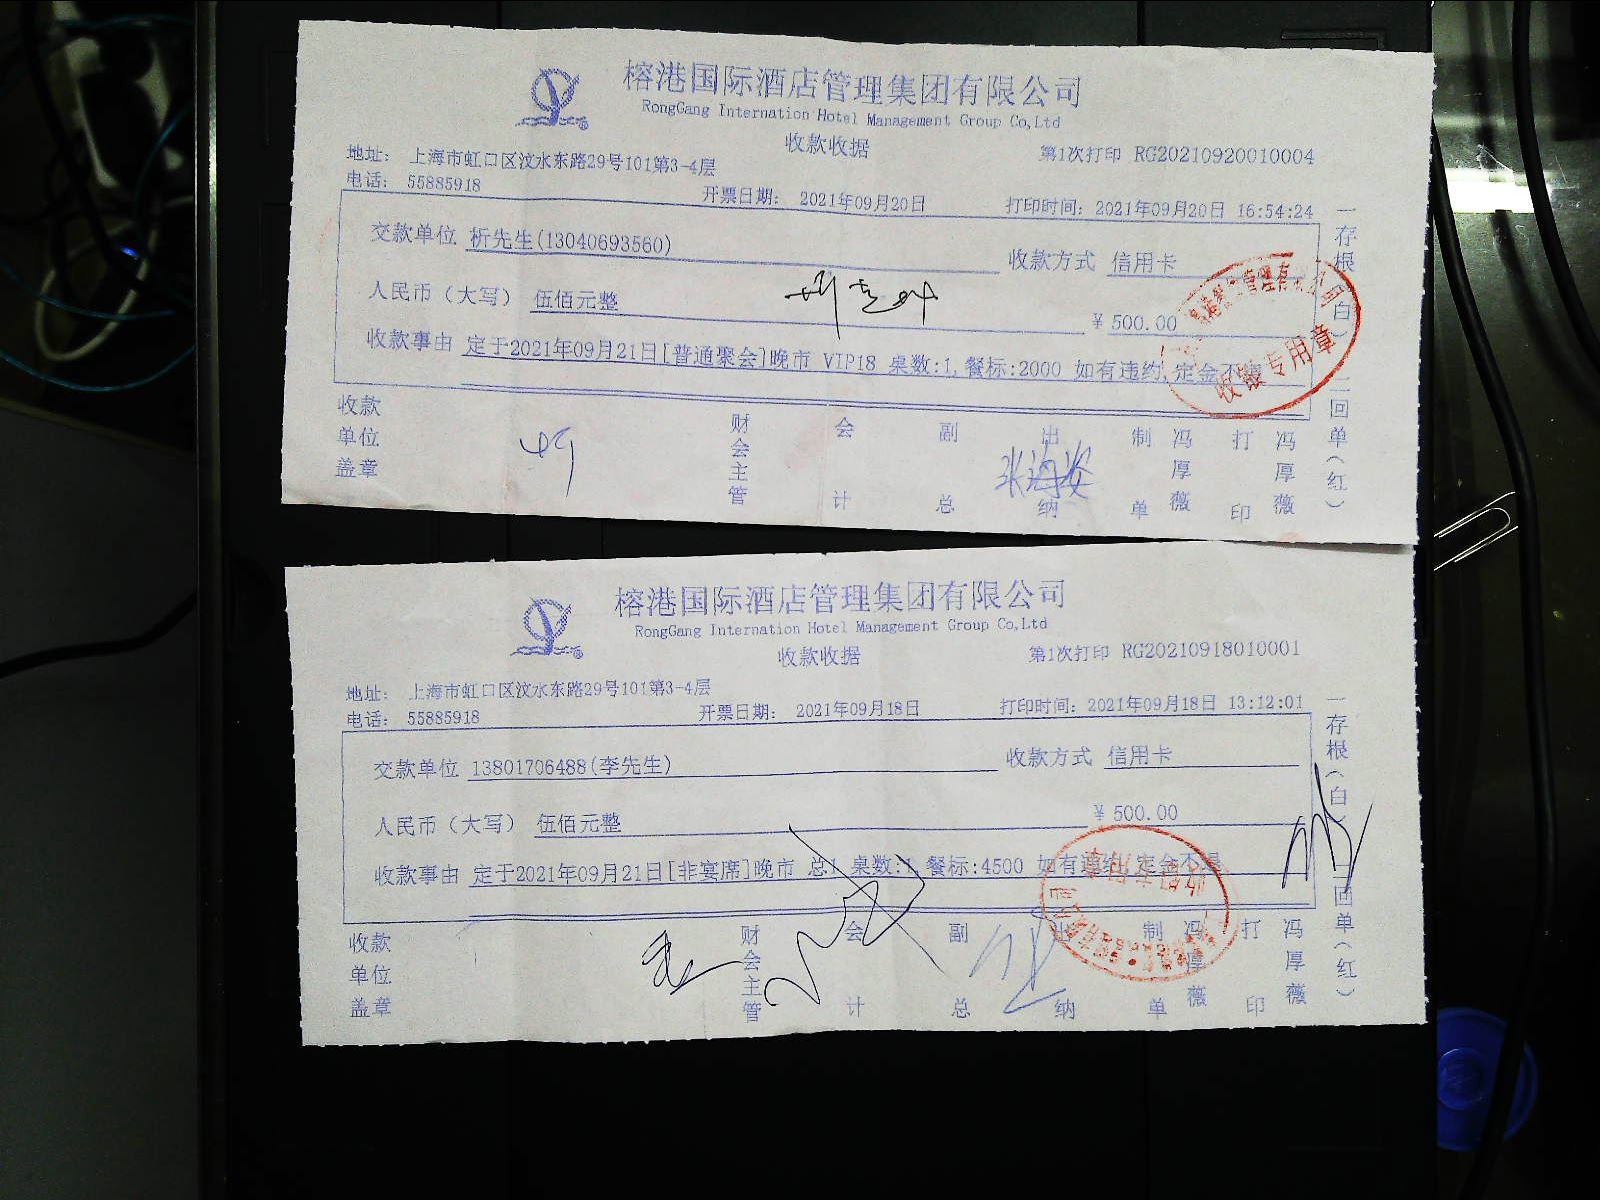 榕港国际酒店管理集团有限公司
RongGang Internation Hotel Management Group Co,Ltd
收款收据
第1次打印 RG20210920010004
地址： 上海市虹口区汶水东路29号101第3-4层
电话： 55885918
开票日期： 2021年09月20日
打印时间：2021年09月20日 16:54:24
交款单位 析先生(13040693560)
收款方式 信用卡
人民币（大写） 伍佰元整
¥ 500.00
收款事由 定于2021年09月21日[普通聚会]晚市 VIP18 桌数:1,餐标:2000 如有违约,定金不退
收款单位盖章
财会主管
会计
副总
出纳
张海姿
制单
冯厚薇
打印
冯厚薇
一存根（白）
二回单（红）
收银专用章
榕港国际酒店管理集团有限公司
RongGang Internation Hotel Management Group Co,Ltd
收款收据
第1次打印 RG20210918010001
地址： 上海市虹口区汶水东路29号101第3-4层
电话： 55885918
开票日期： 2021年09月18日
打印时间：2021年09月18日 13:12:01
交款单位 13801706488(李先生)
收款方式 信用卡
人民币（大写） 伍佰元整
¥ 500.00
收款事由 定于2021年09月21日[非宴席]晚市 总1 桌数:1,餐标:4500 如有违约,定金不退
收款单位盖章
财会主管
会计
副总
出纳
制单
冯厚薇
打印
冯厚薇
一存根（白）
二回单（红）
收银专用章